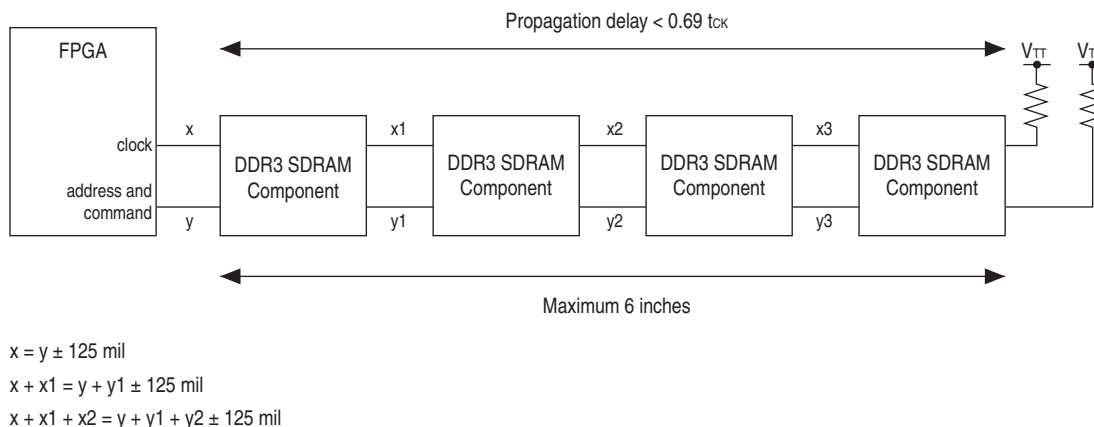 Propagation delay < 0.69 tCK
FPGA
VTT
clock
x
x1
x2
x3
DDR3 SDRAM
Component
DDR3 SDRAM
Component
DDR3 SDRAM
Component
DDR3 SDRAM
Component
address and
command
y
y1
y2
y3
Maximum 6 inches
x = y ± 125 mil
x + x1 = y + y1 ± 125 mil
x + x1 + x2 = y + y1 + y2 ± 125 mil